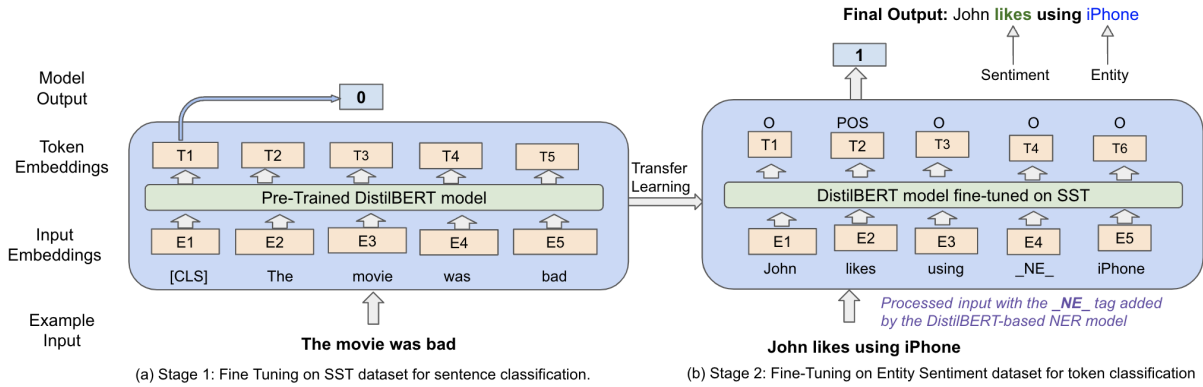 Final Output: John likes using iPhone
Sentiment
Entity
Model
Output
0
1
Token
Embeddings
T1 T2 T3 T4 T5
Pre-Trained DistilBERT model
Input
Embeddings
E1 E2 E3 E4 E5
[CLS] The movie was bad
Example
Input
The movie was bad
(a) Stage 1: Fine Tuning on SST dataset for sentence classification.
Transfer
Learning
O POS O O O
T1 T2 T3 T4 T6
DistilBERT model fine-tuned on SST
E1 E2 E3 E4 E5
John likes using _NE_ iPhone
Processed input with the _NE_ tag added
by the DistilBERT-based NER model
John likes using iPhone
(b) Stage 2: Fine-Tuning on Entity Sentiment dataset for token classification